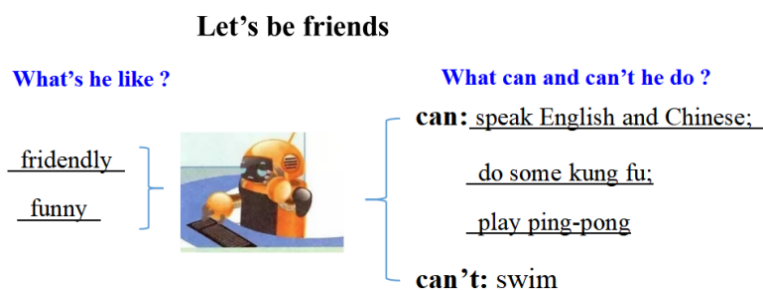 Let's be friends
What's he like ?
fridendly
funny
What can and can't he do ?
can: speak English and Chinese;
do some kung fu;
play ping-pong
can't: swim